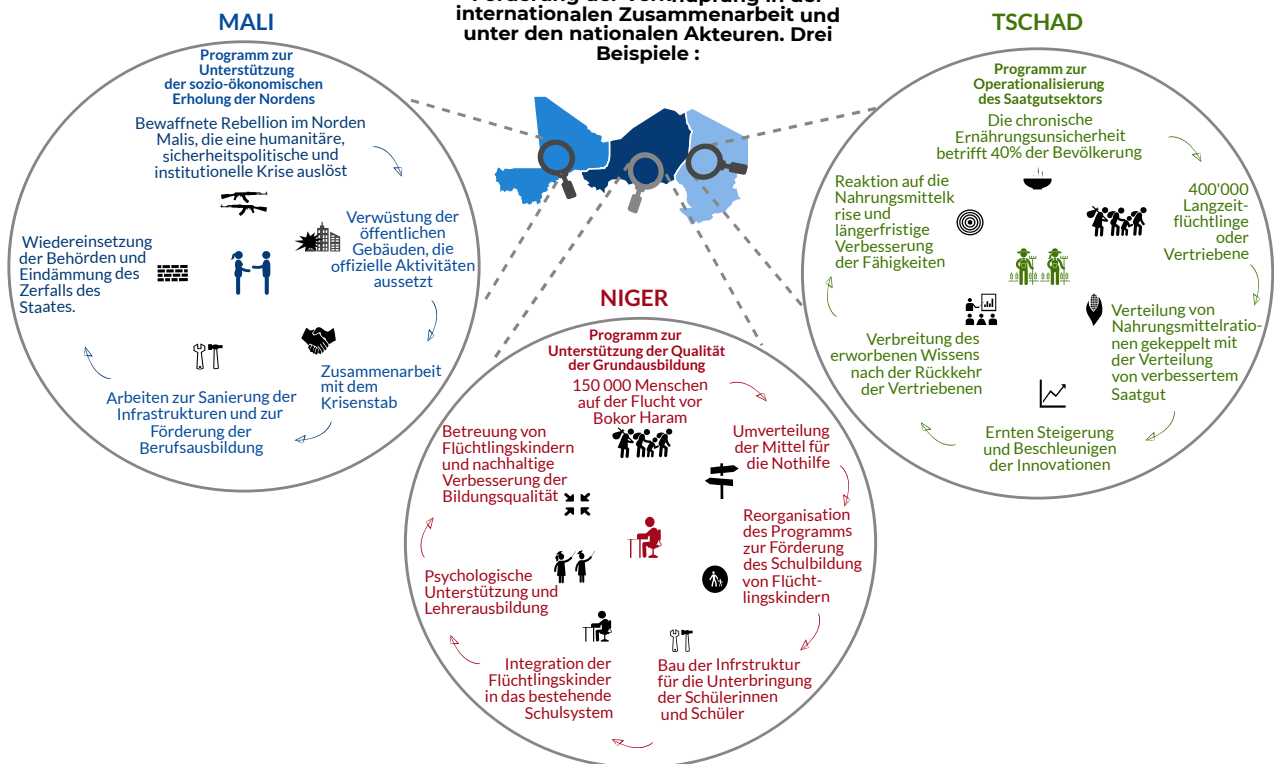 internationalen Zusammenarbeit und
unter den nationalen Akteuren. Drei
Beispiele :
MALI
Programm zur
Unterstützung
der sozio-ökonomischen
Erholung der Nordens
Bewaffnete Rebellion im Norden
Malis, die eine humanitäre,
sicherheitspolitische und
institutionelle Krise auslöst
Verwüstung der
öffentlichen
Gebäuden, die
offizielle Aktivitäten
aussetzt
Zusammenarbeit
mit dem
Krisenstab
Arbeiten zur Sanierung der
Infrastrukturen und zur
Förderung der
Berufsausbildung
Wiedereinsetzung
der Behörden und
Eindämmung des
Zerfalls des
Staates.
NIGER
Programm zur
Unterstützung der Qualität
der Grundausbildung
150 000 Menschen
auf der Flucht vor
Bokor Haram
Umverteilung
der Mittel für
die Nothilfe
Reorganisation
des Programms
zur Förderung
des Schulbildung
von Flücht-
lingskindern
Bau der Infrstruktur
für die Unterbringung
der Schülerinnen
und Schüler
Integration der
Flüchtlingskinder
in das bestehende
Schulsystem
Psychologische
Unterstützung und
Lehrerausbildung
Betreuung von
Flüchtlingskindern
und nachhaltige
Verbesserung der
Bildungsqualität
TSCHAD
Programm zur
Operationalisierung
des Saatgutsektors
Die chronische
Ernährungsunsicherheit
betrifft 40% der Bevölkerung
400'000
Langzeit-
flüchtlinge
oder
Vertriebene
Verteilung von
Nahrungsmittelratio-
nen gekeppelt mit
der Verteilung
von verbessertem
Saatgut
Ernten Steigerung
und Beschleunigen
der Innovationen
Verbreitung des
erworbenen Wissens
nach der Rückkehr
der Vertriebenen
Reaktion auf die
Nahrungsmittelk
rise und
längerfristige
Verbesserung
der Fähigkeiten